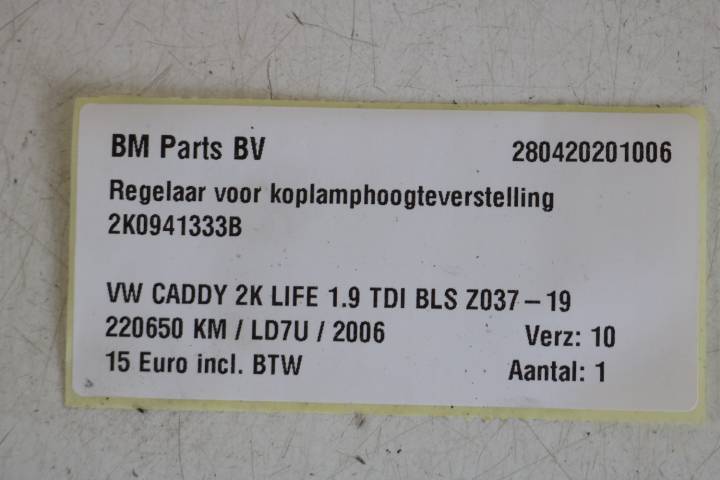 BM Parts BV 280420201006
Regelaar voor koplamphoogteverstelling
2K0941333B
VW CADDY 2K LIFE 1.9 TDI BLS Z037 – 19
220650 KM / LD7U / 2006 Verz: 10
15 Euro incl. BTW Aantal: 1